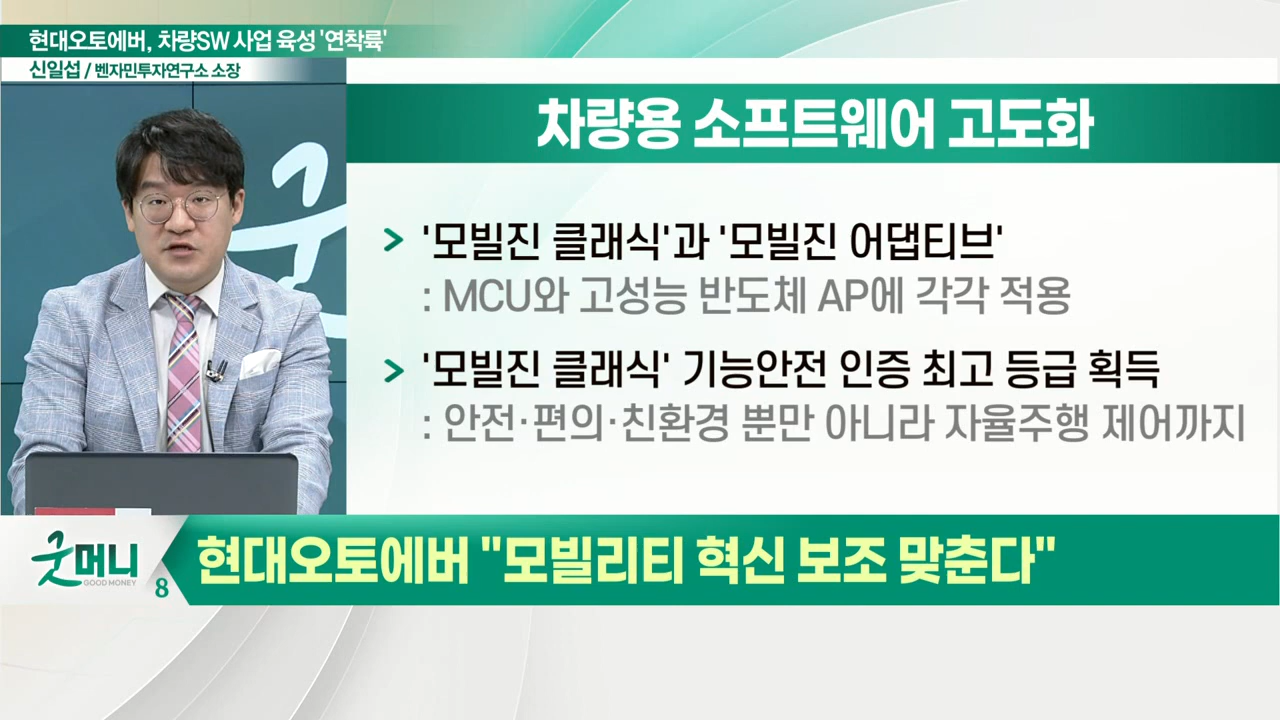 현대오토에버, 차량SW 사업 육성 '연착륙'
신일섭 / 벤자민투자연구소 소장
차량용 소프트웨어 고도화
> '모빌진 클래식'과 '모빌진 어댑티브'
: MCU와 고성능 반도체 AP에 각각 적용
> '모빌진 클래식' 기능안전 인증 최고 등급 획득
: 안전·편의·친환경 뿐만 아니라 자율주행 제어까지
굿머니
GOOD MONEY
8
현대오토에버 "모빌리티 혁신 보조 맞춘다"